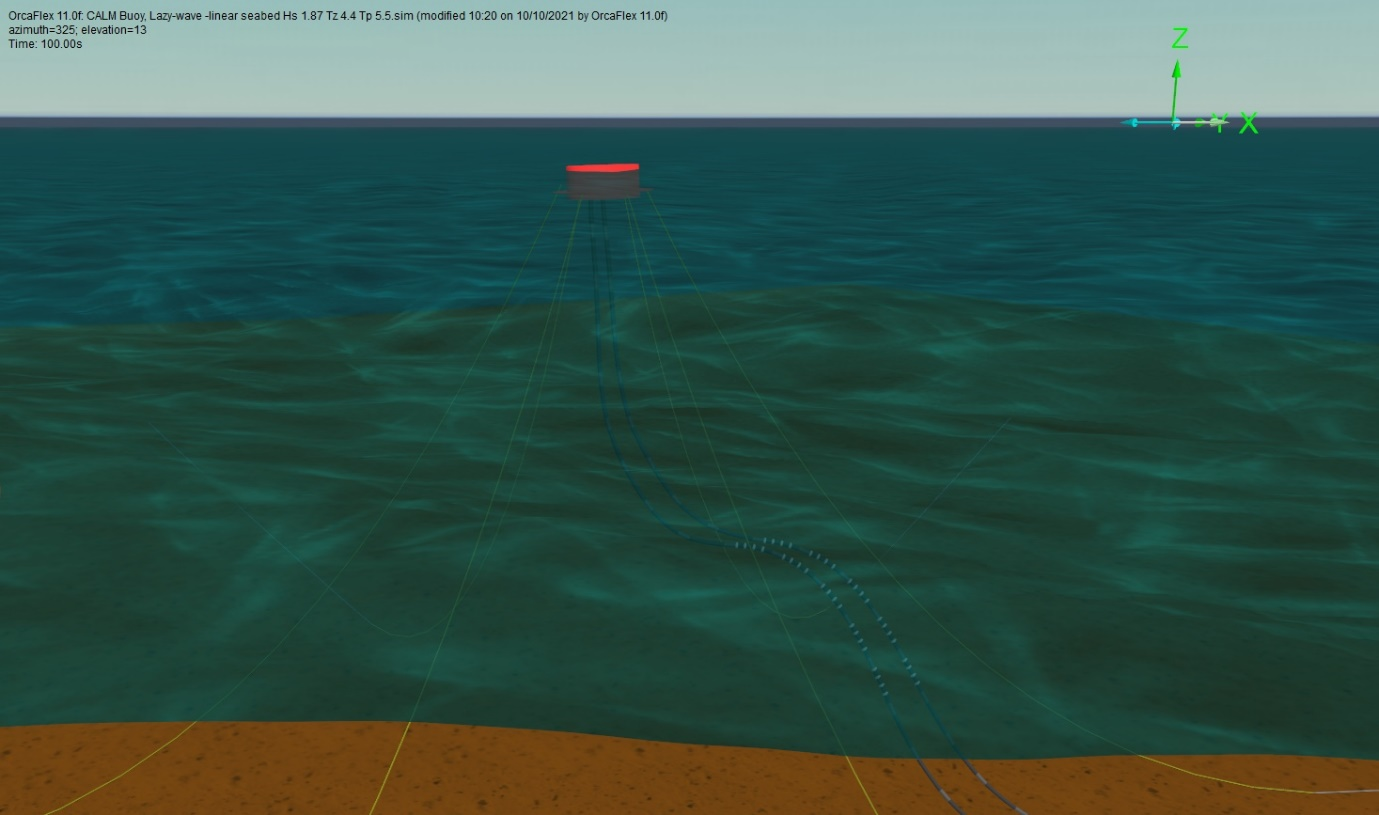 OrcaFlex 11.0f: CALM Buoy, Lazy-wave -linear seabed Hs 1.87 Tz 4.4 Tp 5.5.sim (modified 10:20 on 10/10/2021 by OrcaFlex 11.0f)
azimuth=325; elevation=13
Time: 100.00s
Z
Y X